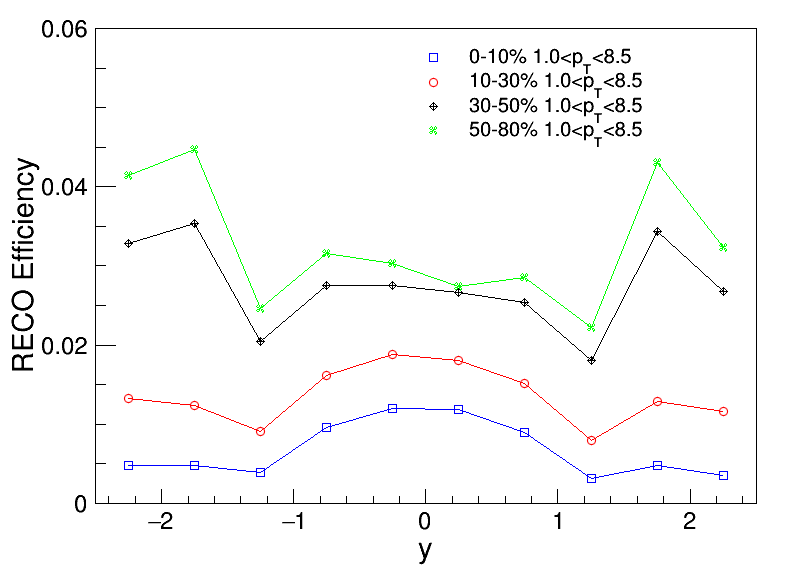 0.06
0-10% 1.0<p_T<8.5
10-30% 1.0<p_T<8.5
30-50% 1.0<p_T<8.5
50-80% 1.0<p_T<8.5
0.04
RECO Efficiency
0.02
0
−2 −1 0 1 2
y